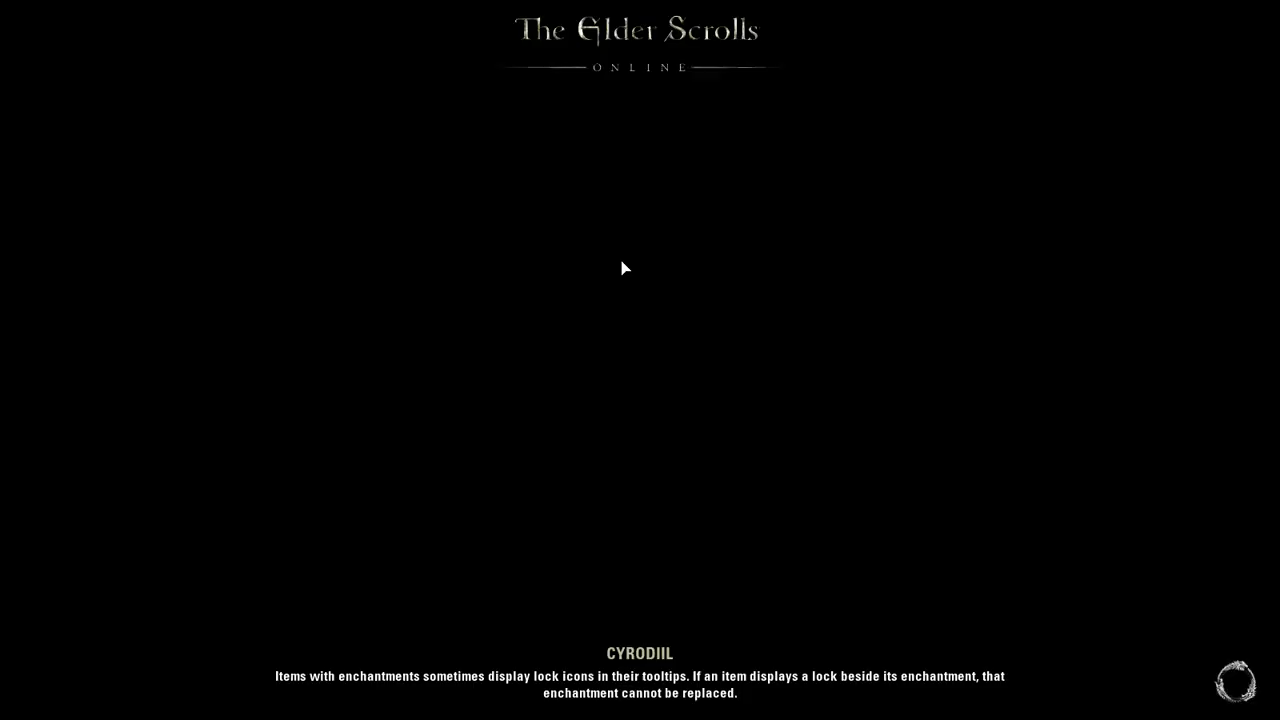 The Elder Scrolls
ONLINE
CYRODIIL
Items with enchantments sometimes display lock icons in their tooltips. If an item displays a lock beside its enchantment, that
enchantment cannot be replaced.